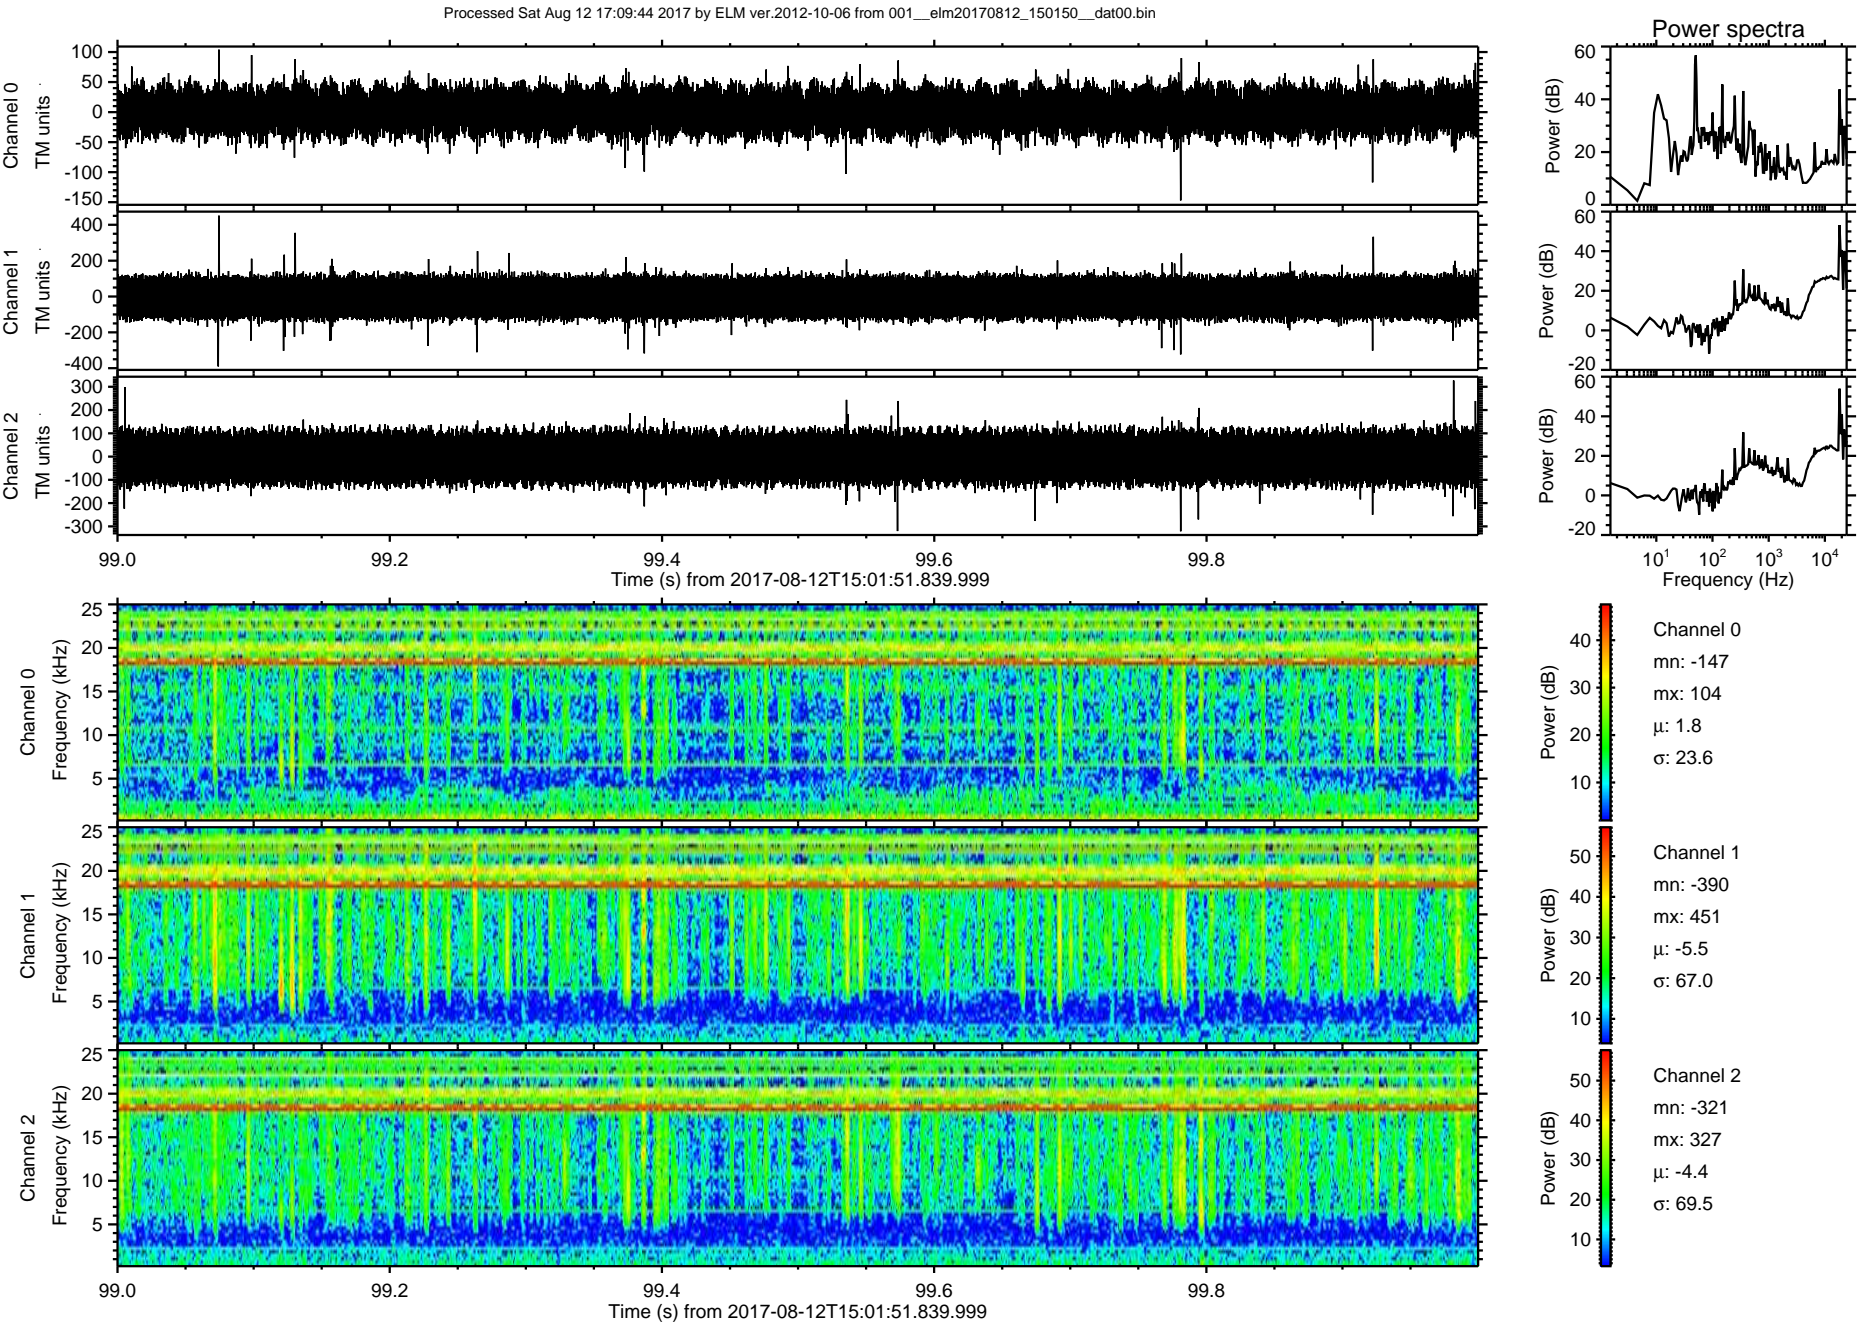 Processed Sat Aug 12 17:09:44 2017 by ELM ver.2012-10-06 from 001__elm20170812_150150__dat00.bin
Power spectra
Channel 0
TM units
100
50
0
-50
-100
-150
Power (dB)
60
40
20
0
Channel 1
TM units
400
200
0
-200
-400
Power (dB)
60
40
20
0
-20
Channel 2
TM units
300
200
100
0
-100
-200
-300
Power (dB)
60
40
20
0
-20
99.0 99.2 99.4 99.6 99.8
Time (s) from 2017-08-12T15:01:51.839.999
10^1 10^2 10^3 10^4
Frequency (Hz)
Channel 0
Frequency (kHz)
25
20
15
10
5
Power (dB)
40
30
20
10
Channel 0
mn: -147
mx: 104
μ: 1.8
σ: 23.6
Channel 1
Frequency (kHz)
25
20
15
10
5
Power (dB)
50
40
30
20
10
Channel 1
mn: -390
mx: 451
μ: -5.5
σ: 67.0
Channel 2
Frequency (kHz)
25
20
15
10
5
Power (dB)
50
40
30
20
10
Channel 2
mn: -321
mx: 327
μ: -4.4
σ: 69.5
99.0 99.2 99.4 99.6 99.8
Time (s) from 2017-08-12T15:01:51.839.999